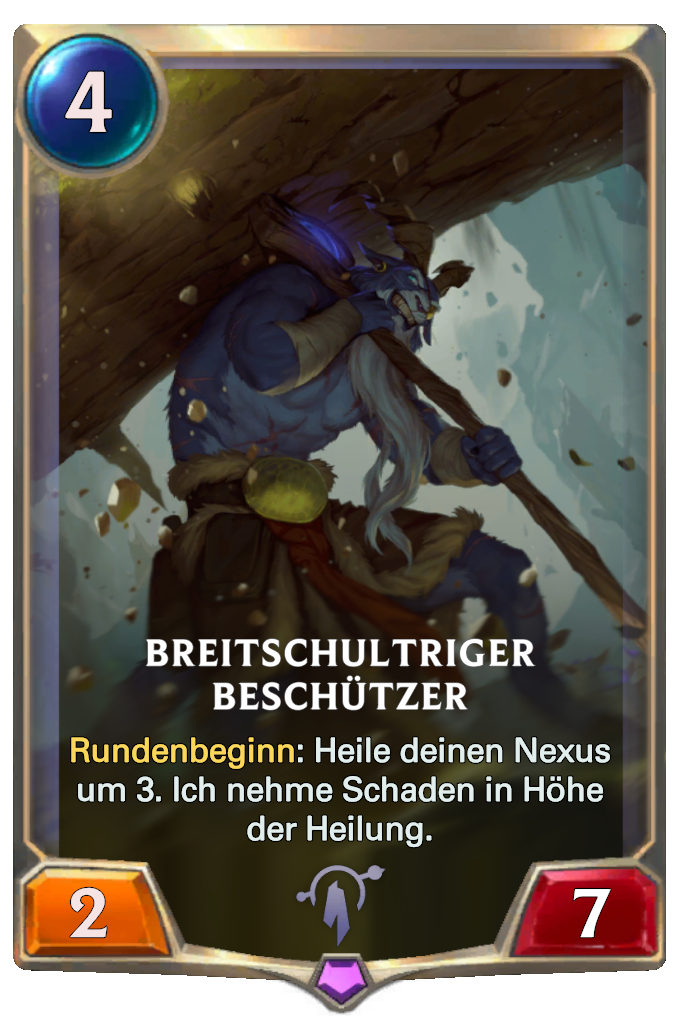 4
BREITSCHULTRIGER
BESCHÜTZER
Rundenbeginn: Heile deinen Nexus
um 3. Ich nehme Schaden in Höhe
der Heilung.
2
7